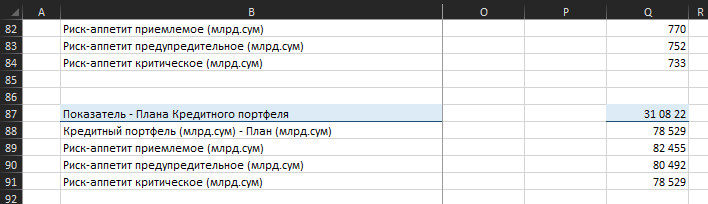 A B O P Q R
82 Риск-аппетит приемлемое (млрд.сум) 770
83 Риск-аппетит предупредительное (млрд.сум) 752
84 Риск-аппетит критическое (млрд.сум) 733
85
86
87 Показатель - Плана Кредитного портфеля 31 08 22
88 Кредитный портфель (млрд.сум) - План (млрд.сум) 78 529
89 Риск-аппетит приемлемое (млрд.сум) 82 455
90 Риск-аппетит предупредительное (млрд.сум) 80 492
91 Риск-аппетит критическое (млрд.сум) 78 529
92